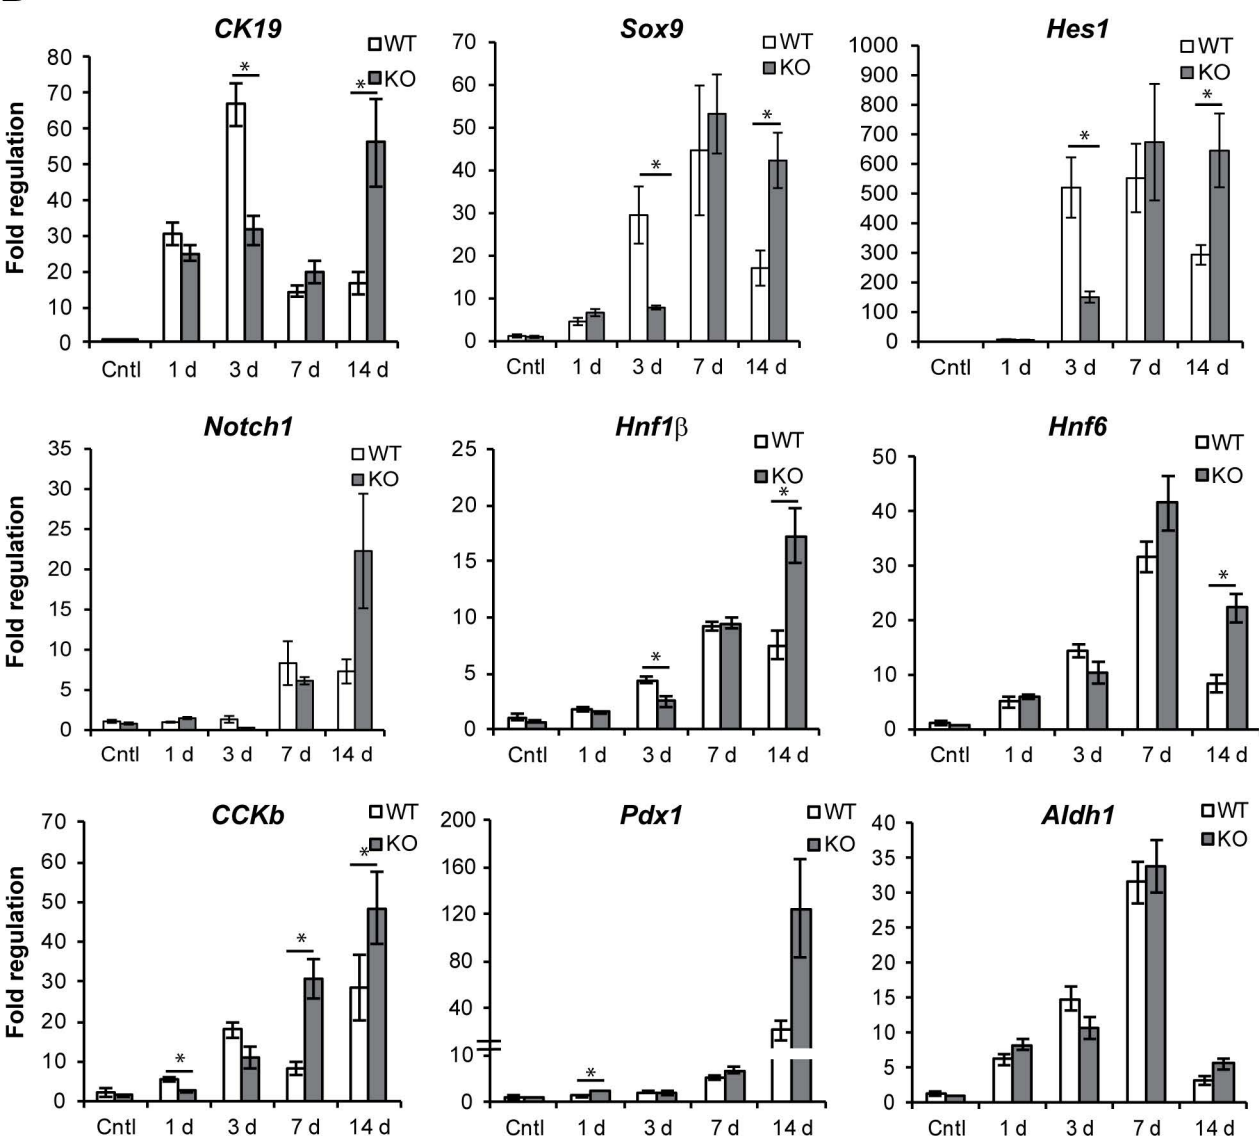 CK19
WT
KO
Fold regulation
80
70
60
50
40
30
20
10
0
*
*
Cntl 1 d 3 d 7 d 14 d
Sox9
WT
KO
70
60
50
40
30
20
10
0
*
*
Cntl 1 d 3 d 7 d 14 d
Hes1
WT
KO
1000
900
800
700
600
500
400
300
200
100
0
*
*
Cntl 1 d 3 d 7 d 14 d
Notch1
WT
KO
Fold regulation
35
30
25
20
15
10
5
0
Cntl 1 d 3 d 7 d 14 d
Hnf1β
WT
KO
25
20
15
10
5
0
*
*
Cntl 1 d 3 d 7 d 14 d
Hnf6
WT
KO
50
40
30
20
10
0
*
Cntl 1 d 3 d 7 d 14 d
CCKb
WT
KO
Fold regulation
70
60
50
40
30
20
10
0
*
*
*
Cntl 1 d 3 d 7 d 14 d
Pdx1
WT
KO
200
160
120
80
40
10
0
*
Cntl 1 d 3 d 7 d 14 d
Aldh1
WT
KO
40
35
30
25
20
15
10
5
0
Cntl 1 d 3 d 7 d 14 d